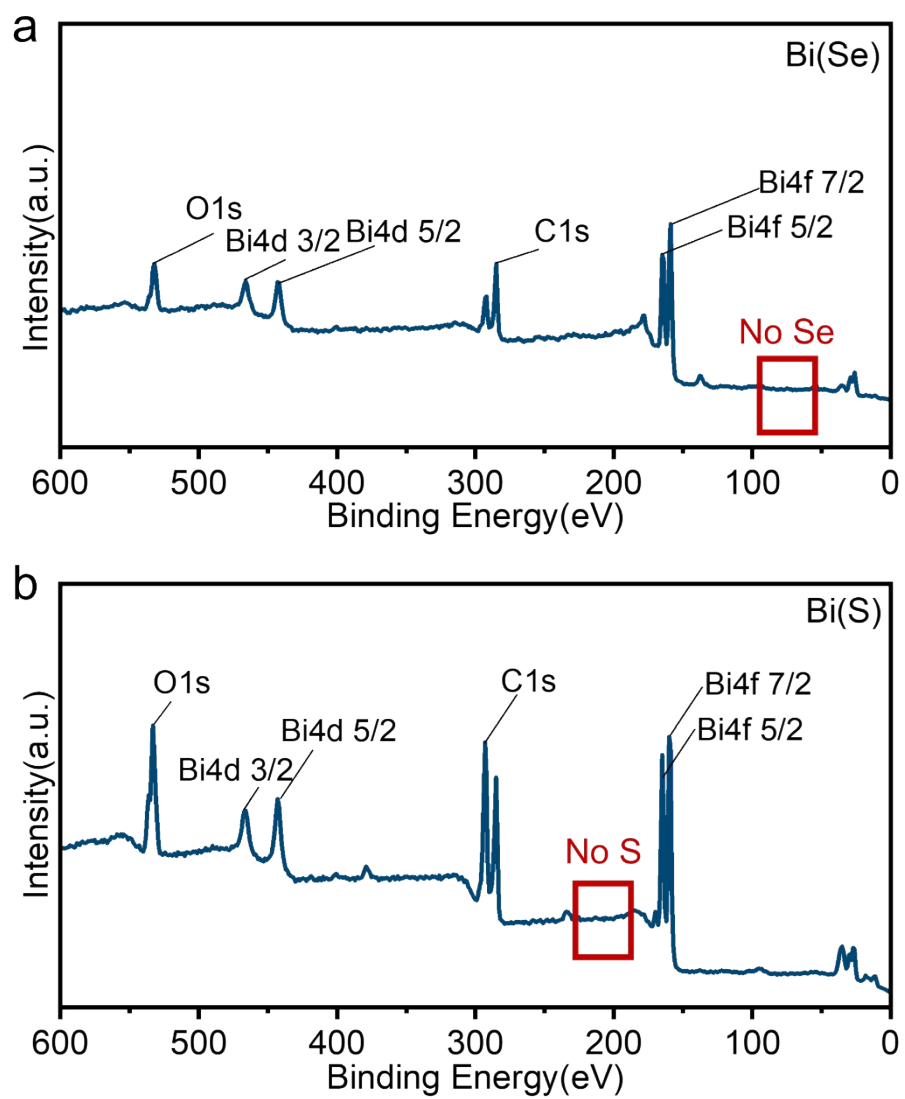 a
Bi(Se)
Bi4f 7/2
O1s
Bi4d 3/2
Bi4d 5/2
C1s
Bi4f 5/2
No Se
Intensity(a.u.)
600 500 400 300 200 100 0
Binding Energy(eV)
b
Bi(S)
O1s
C1s
Bi4f 7/2
Bi4d 5/2
Bi4f 5/2
Bi4d 3/2
No S
Intensity(a.u.)
600 500 400 300 200 100 0
Binding Energy(eV)